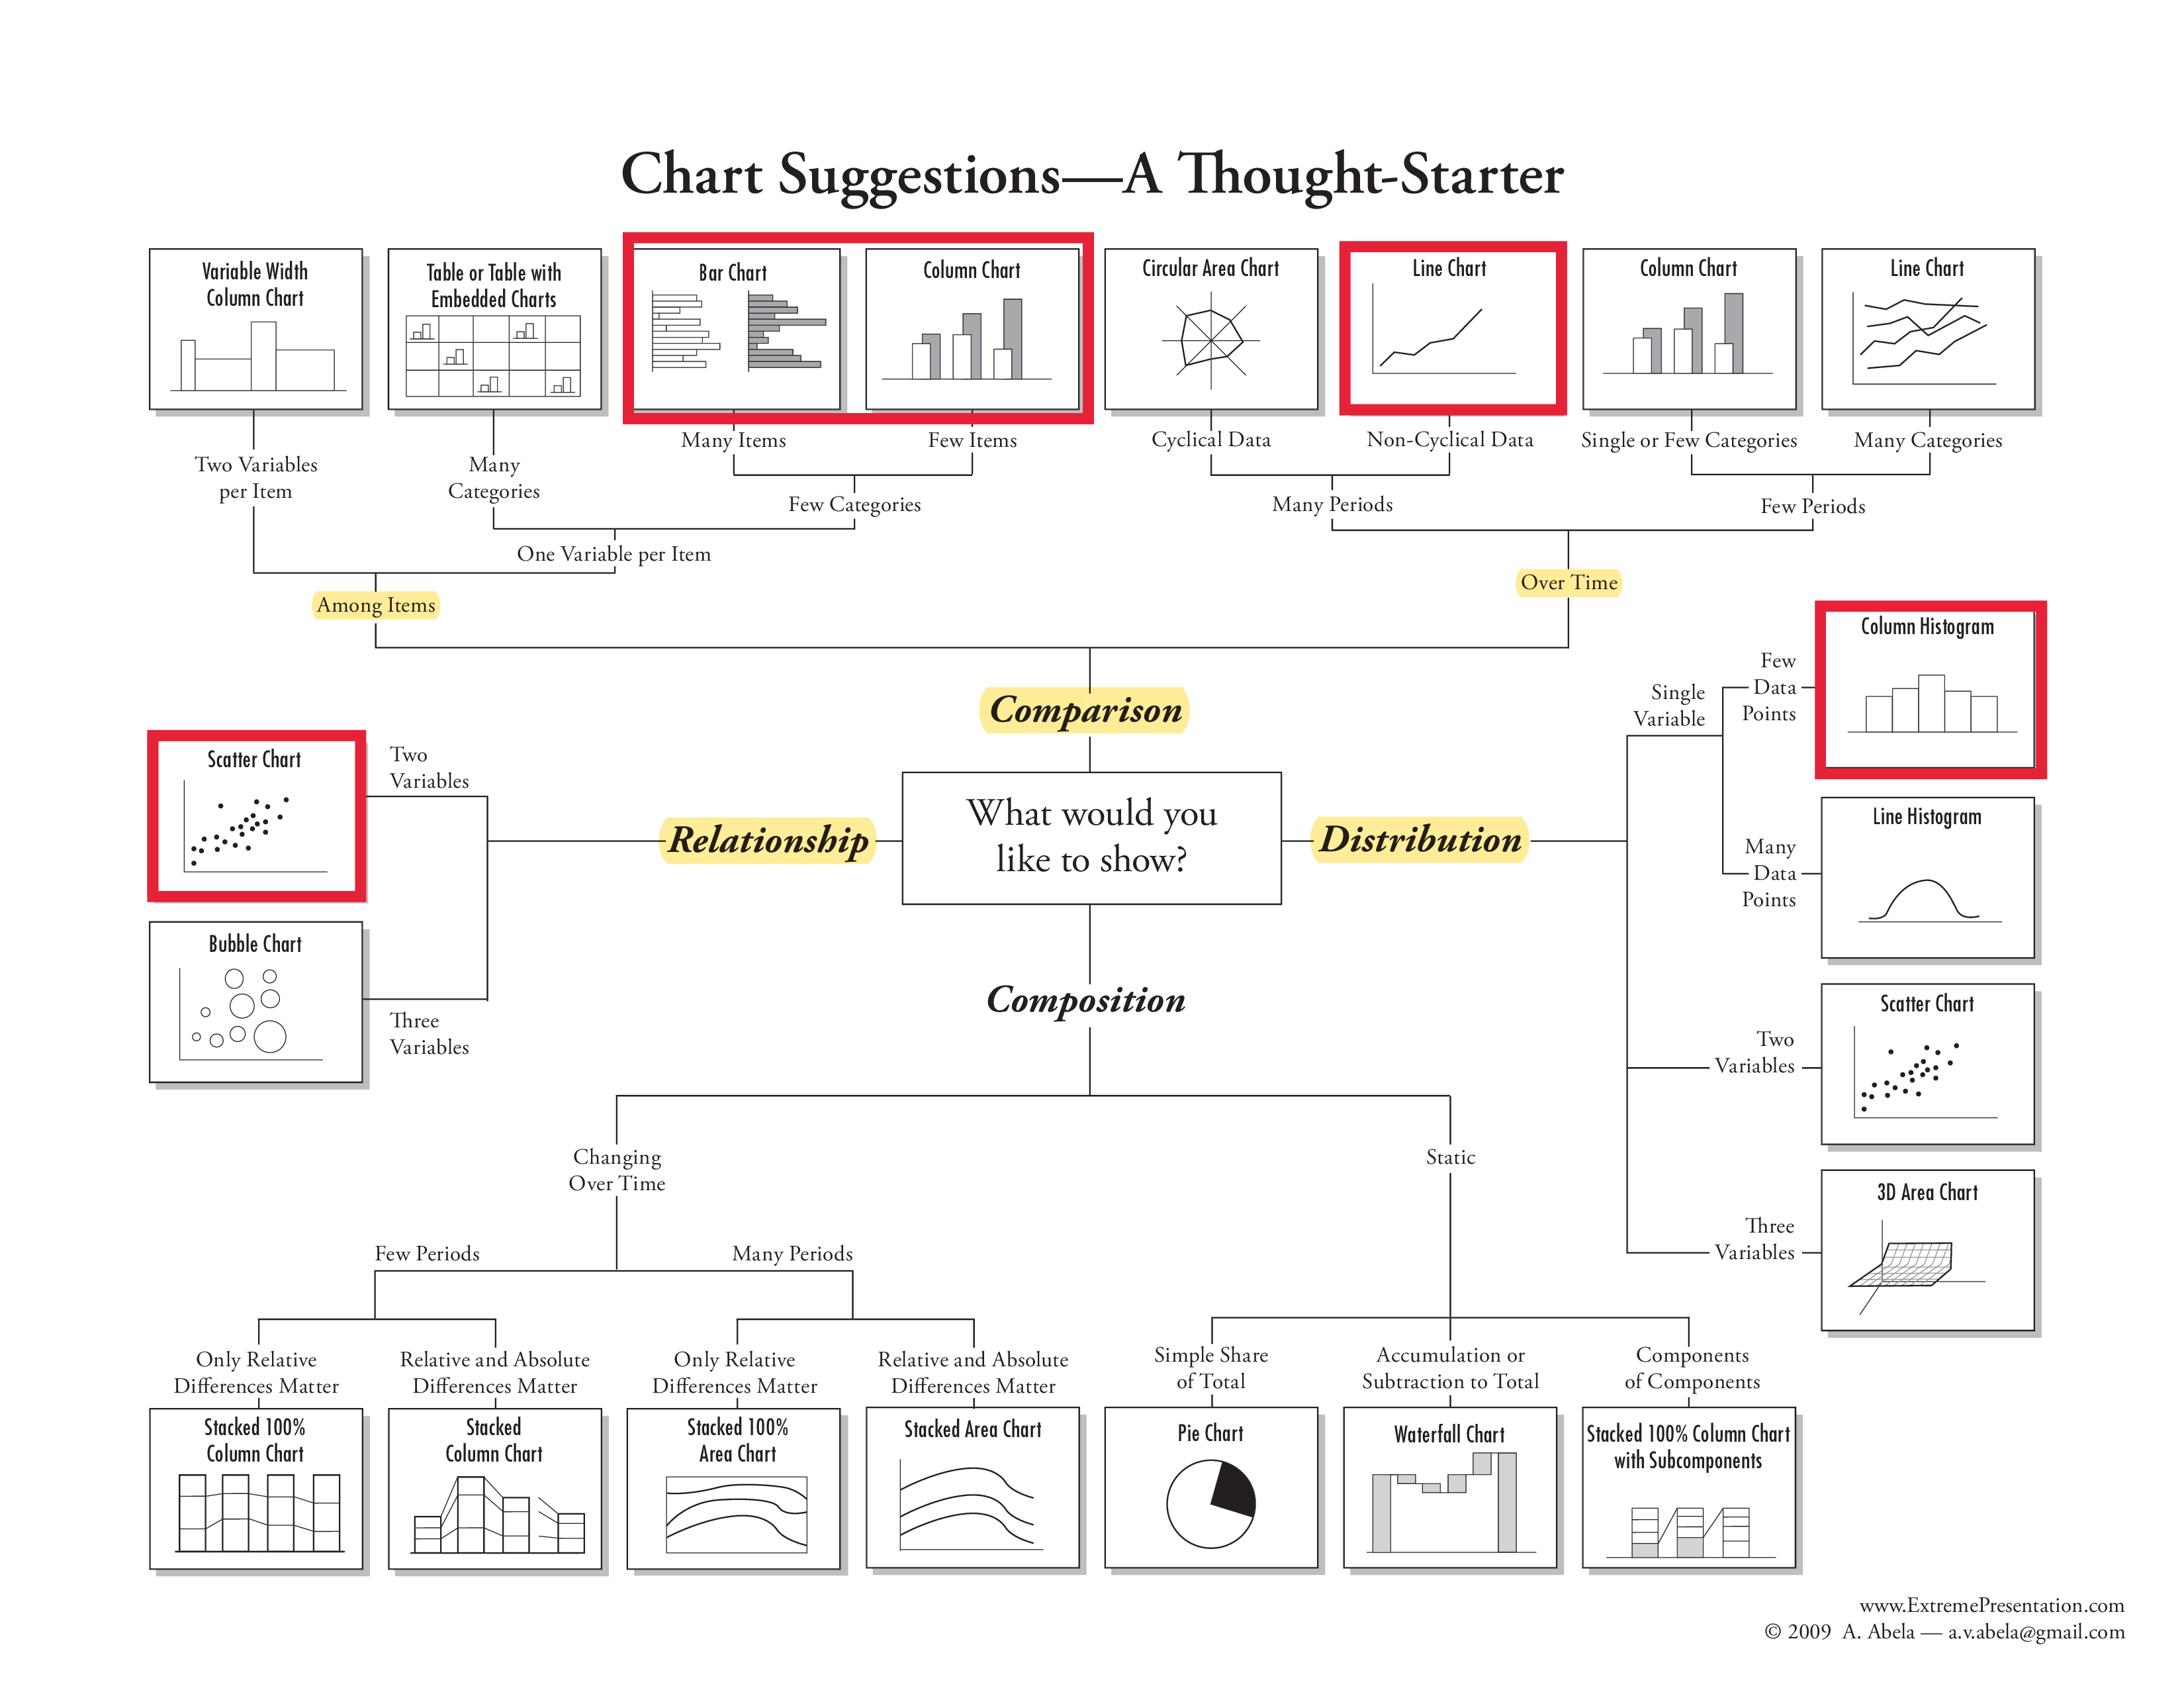 Chart Suggestions—A Thought-Starter
Variable Width
Column Chart
Table or Table with
Embedded Charts
Bar Chart
Column Chart
Circular Area Chart
Line Chart
Column Chart
Line Chart
Two Variables
per Item
Many
Categories
Many Items
Few Items
Cyclical Data
Non-Cyclical Data
Single or Few Categories
Many Categories
Few Categories
Many Periods
Few Periods
One Variable per Item
Among Items
Over Time
Comparison
What would you
like to show?
Relationship
Two
Variables
Scatter Chart
Three
Variables
Bubble Chart
Distribution
Single
Variable
Few
Data
Points
Column Histogram
Many
Data
Points
Line Histogram
Two
Variables
Scatter Chart
Three
Variables
3D Area Chart
Composition
Changing
Over Time
Static
Few Periods
Many Periods
Only Relative
Differences Matter
Relative and Absolute
Differences Matter
Only Relative
Differences Matter
Relative and Absolute
Differences Matter
Simple Share
of Total
Accumulation or
Subtraction to Total
Components
of Components
Stacked 100%
Column Chart
Stacked
Column Chart
Stacked 100%
Area Chart
Stacked Area Chart
Pie Chart
Waterfall Chart
Stacked 100% Column Chart
with Subcomponents
www.ExtremePresentation.com
© 2009 A. Abela — a.v.abela@gmail.com